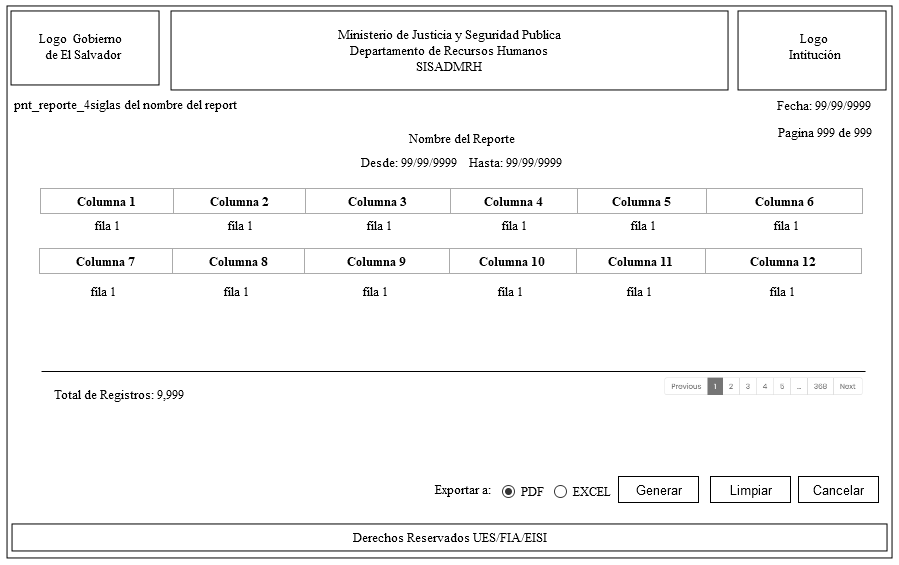 Logo Gobierno
de El Salvador
Ministerio de Justicia y Seguridad Publica
Departamento de Recursos Humanos
SISADMRH
Logo
Intitución
pnt_reporte_4siglas del nombre del report
Fecha: 99/99/9999
Pagina 999 de 999
Nombre del Reporte
Desde: 99/99/9999 Hasta: 99/99/9999
Columna 1 Columna 2 Columna 3 Columna 4 Columna 5 Columna 6
fila 1 fila 1 fila 1 fila 1 fila 1 fila 1
Columna 7 Columna 8 Columna 9 Columna 10 Columna 11 Columna 12
fila 1 fila 1 fila 1 fila 1 fila 1 fila 1
Previous 1 2 3 4 5 ... 368 Next
Total de Registros: 9,999
Exportar a: PDF EXCEL Generar Limpiar Cancelar
Derechos Reservados UES/FIA/EISI